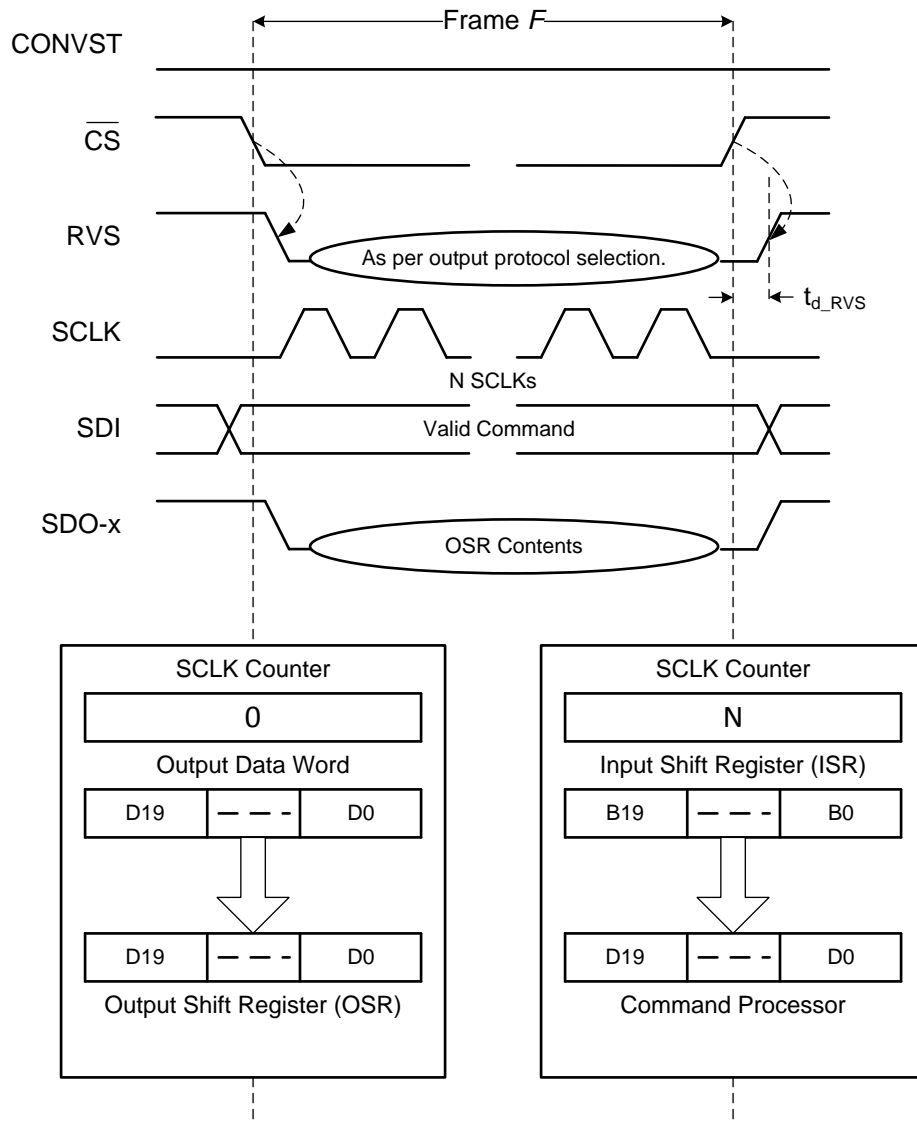 Frame F
CONVST
CS
RVS
As per output protocol selection.
td_RVS
SCLK
N SCLKs
SDI
Valid Command
SDO-x
OSR Contents
SCLK Counter
0
Output Data Word
D19 D0
D19 D0
Output Shift Register (OSR)
SCLK Counter
N
Input Shift Register (ISR)
B19 B0
D19 D0
Command Processor